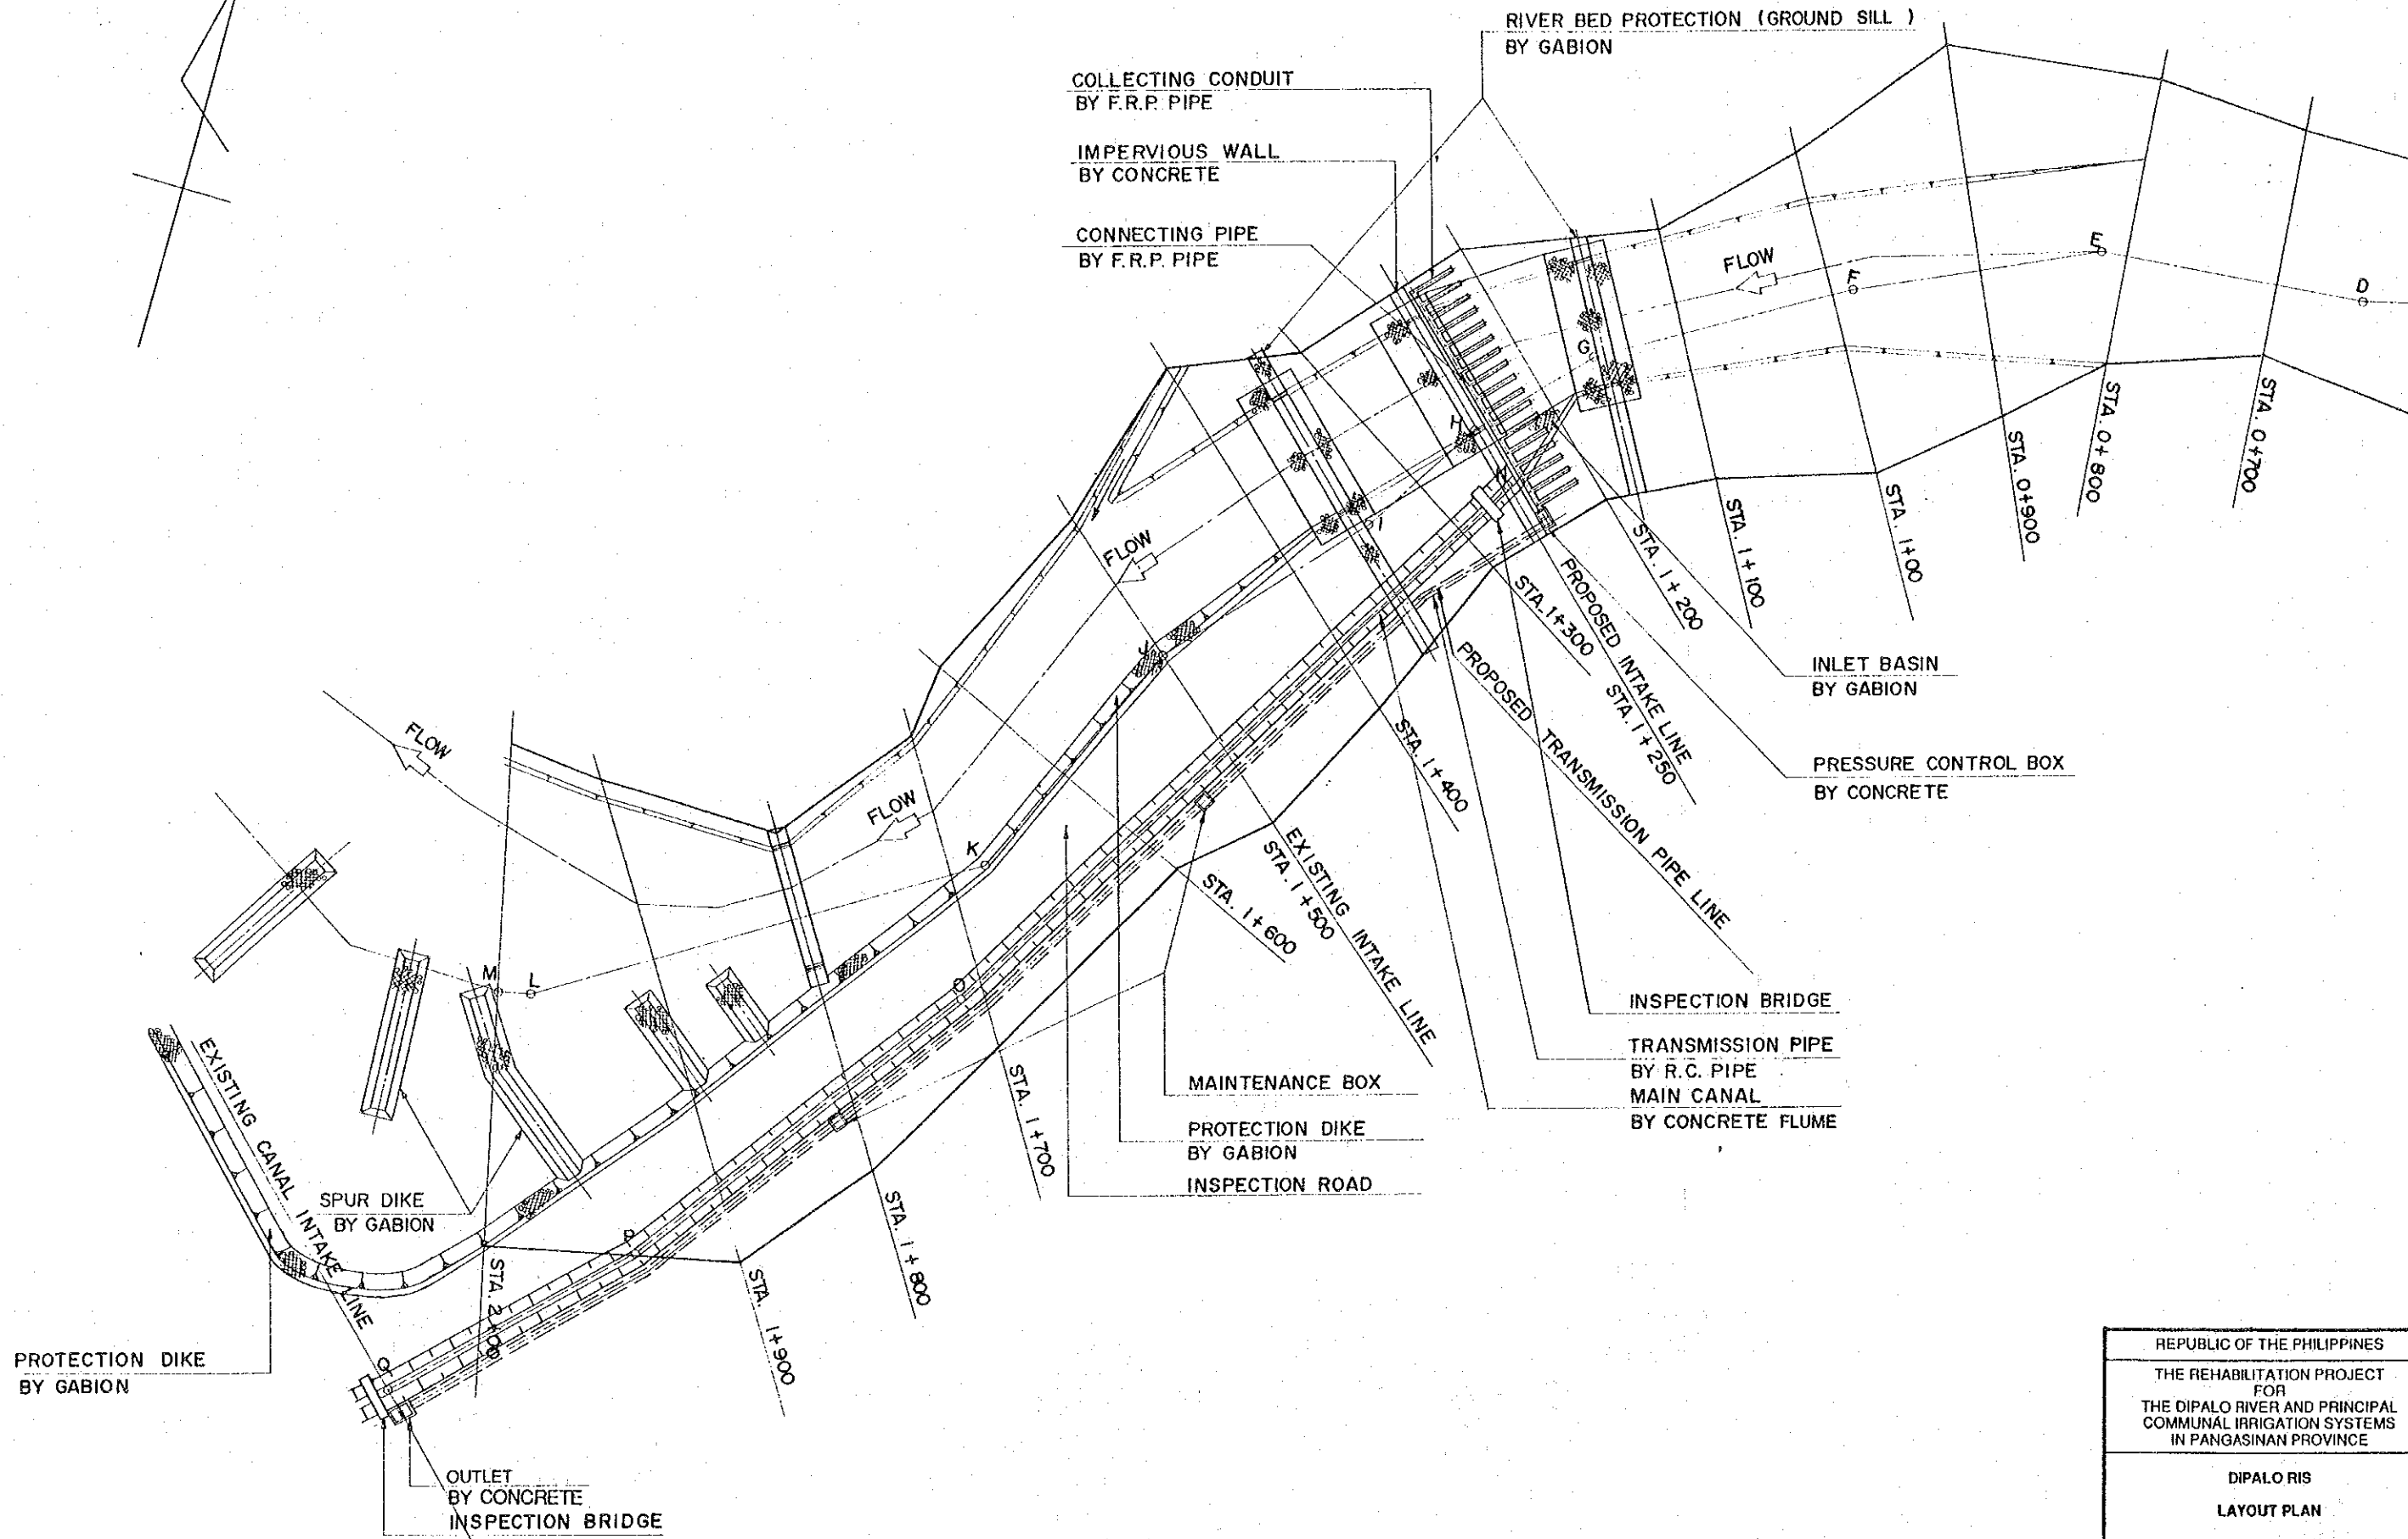 RIVER BED PROTECTION (GROUND SILL )
BY GABION
COLLECTING CONDUIT
BY F.R.P. PIPE
IMPERVIOUS WALL
BY CONCRETE
CONNECTING PIPE
BY F.R.P. PIPE
FLOW
F
E
D
G
H
I
N
STA. 0+700
STA. 0+800
STA. 0+900
STA. 1+00
STA. 1+100
STA. 1+200
PROPOSED INTAKE LINE
STA. 1+250
STA. 1+300
PROPOSED TRANSMISSION PIPE LINE
STA. 1+400
EXISTING INTAKE LINE
STA. 1+500
STA. 1+600
FLOW
J
INLET BASIN
BY GABION
PRESSURE CONTROL BOX
BY CONCRETE
FLOW
FLOW
K
M
L
O
INSPECTION BRIDGE
TRANSMISSION PIPE
BY R.C. PIPE
MAIN CANAL
BY CONCRETE FLUME
MAINTENANCE BOX
PROTECTION DIKE
BY GABION
INSPECTION ROAD
STA. 1+700
STA. 1+800
STA. 1+900
STA. 2+00
EXISTING CANAL INTAKE LINE
SPUR DIKE
BY GABION
P
Q
PROTECTION DIKE
BY GABION
OUTLET
BY CONCRETE
INSPECTION BRIDGE
REPUBLIC OF THE PHILIPPINES
THE REHABILITATION PROJECT
FOR
THE DIPALO RIVER AND PRINCIPAL
COMMUNAL IRRIGATION SYSTEMS
IN PANGASINAN PROVINCE
DIPALO RIS
LAYOUT PLAN